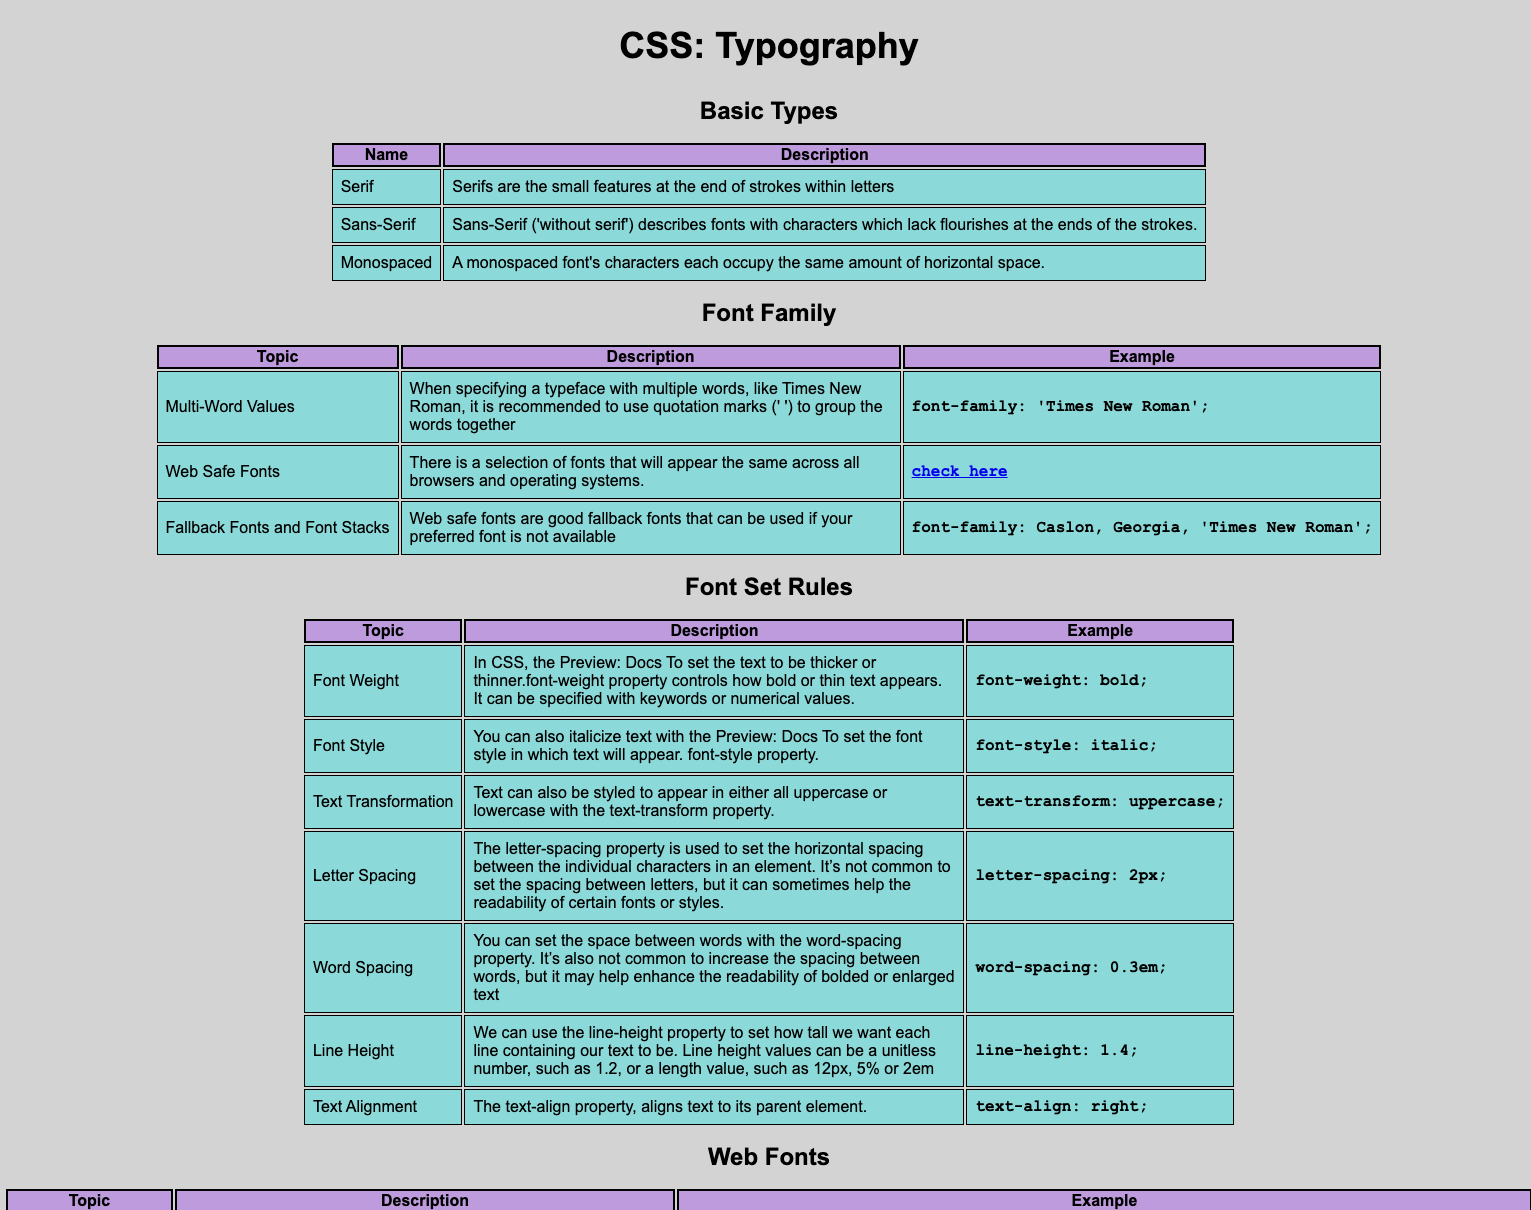 CSS: Typography
Basic Types
Name Description
Serif Serifs are the small features at the end of strokes within letters
Sans-Serif Sans-Serif ('without serif') describes fonts with characters which lack flourishes at the ends of the strokes.
Monospaced A monospaced font's characters each occupy the same amount of horizontal space.
Font Family
Topic Description Example
Multi-Word Values
When specifying a typeface with multiple words, like Times New
Roman, it is recommended to use quotation marks (' ') to group the
words together
font-family: 'Times New Roman';
Web Safe Fonts
There is a selection of fonts that will appear the same across all
browsers and operating systems.
check here
Fallback Fonts and Font Stacks
Web safe fonts are good fallback fonts that can be used if your
preferred font is not available
font-family: Caslon, Georgia, 'Times New Roman';
Font Set Rules
Topic Description Example
Font Weight
In CSS, the Preview: Docs To set the text to be thicker or
thinner.font-weight property controls how bold or thin text appears.
It can be specified with keywords or numerical values.
font-weight: bold;
Font Style
You can also italicize text with the Preview: Docs To set the font
style in which text will appear. font-style property.
font-style: italic;
Text Transformation
Text can also be styled to appear in either all uppercase or
lowercase with the text-transform property.
text-transform: uppercase;
Letter Spacing
The letter-spacing property is used to set the horizontal spacing
between the individual characters in an element. It’s not common to
set the spacing between letters, but it can sometimes help the
readability of certain fonts or styles.
letter-spacing: 2px;
Word Spacing
You can set the space between words with the word-spacing
property. It’s also not common to increase the spacing between
words, but it may help enhance the readability of bolded or enlarged
text
word-spacing: 0.3em;
Line Height
We can use the line-height property to set how tall we want each
line containing our text to be. Line height values can be a unitless
number, such as 1.2, or a length value, such as 12px, 5% or 2em
line-height: 1.4;
Text Alignment The text-align property, aligns text to its parent element. text-align: right;
Web Fonts
Topic Description Example